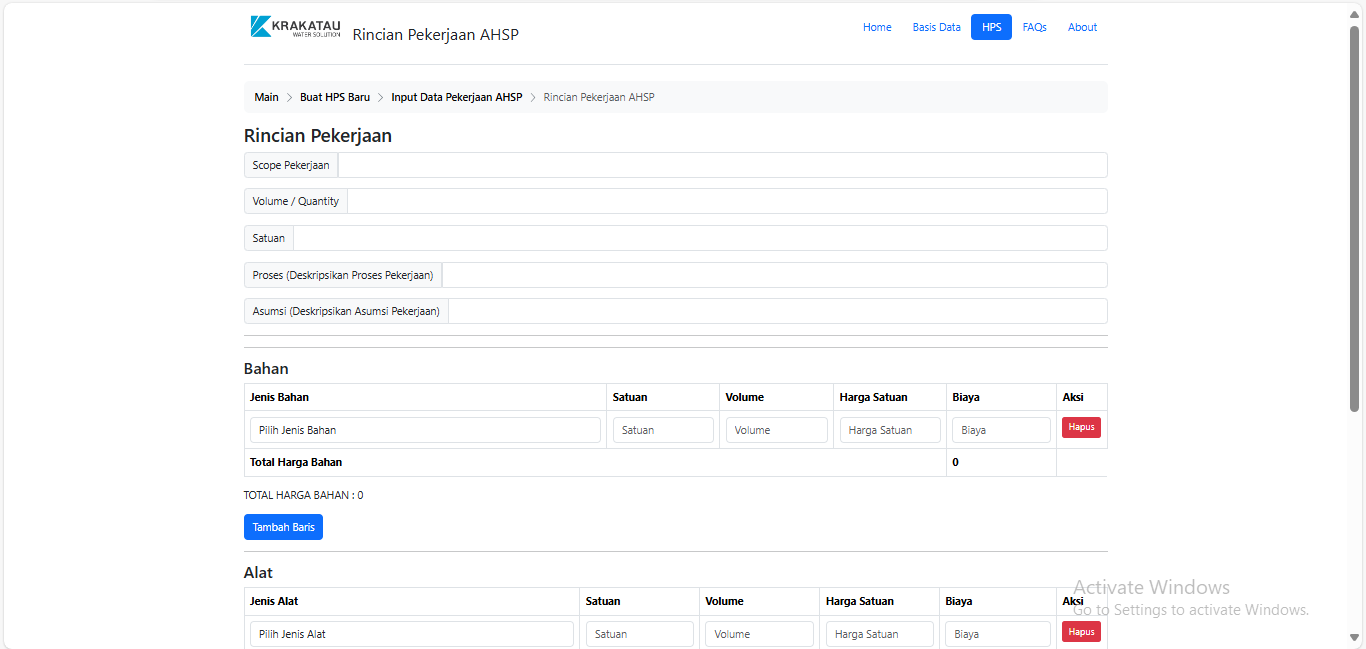 KRAKATAU
WATER SOLUTION
Rincian Pekerjaan AHSP
Home Basis Data HPS FAQs About
Main > Buat HPS Baru > Input Data Pekerjaan AHSP > Rincian Pekerjaan AHSP
Rincian Pekerjaan
Scope Pekerjaan
Volume / Quantity
Satuan
Proses (Deskripsikan Proses Pekerjaan)
Asumsi (Deskripsikan Asumsi Pekerjaan)
Bahan
Jenis Bahan Satuan Volume Harga Satuan Biaya Aksi
Pilih Jenis Bahan Satuan Volume Harga Satuan Biaya Hapus
Total Harga Bahan 0
TOTAL HARGA BAHAN : 0
Tambah Baris
Alat
Jenis Alat Satuan Volume Harga Satuan Biaya Aksi
Pilih Jenis Alat Satuan Volume Harga Satuan Biaya Hapus
Activate Windows
Go to Settings to activate Windows.